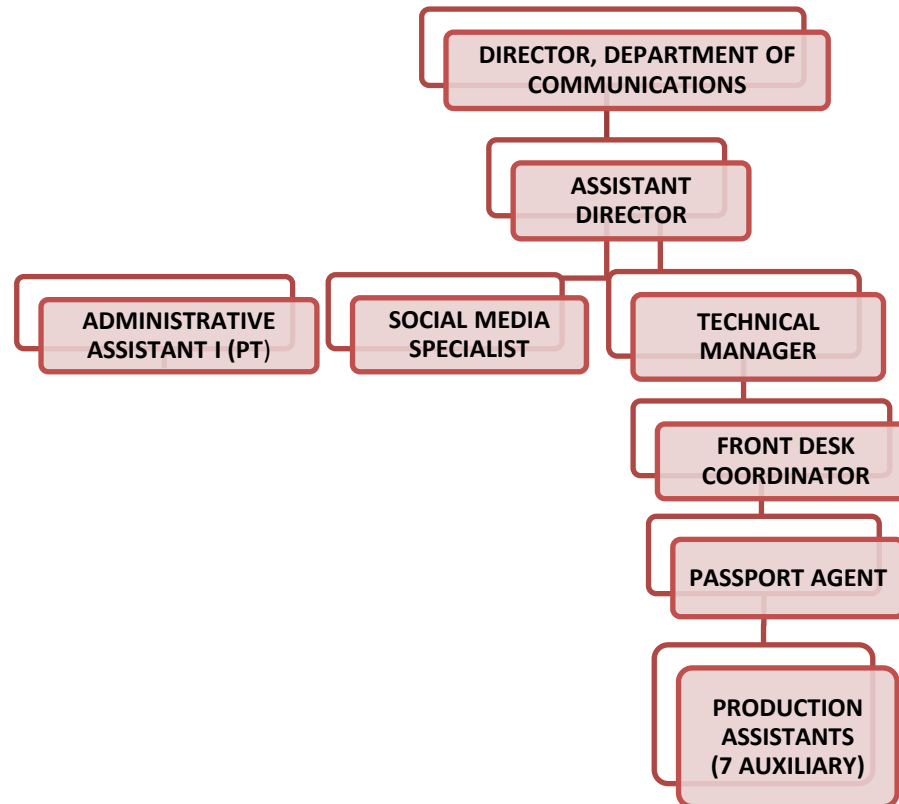 DIRECTOR, DEPARTMENT OF
COMMUNICATIONS
ASSISTANT
DIRECTOR
ADMINISTRATIVE
ASSISTANT I (PT)
SOCIAL MEDIA
SPECIALIST
TECHNICAL
MANAGER
FRONT DESK
COORDINATOR
PASSPORT AGENT
PRODUCTION
ASSISTANTS
(7 AUXILIARY)